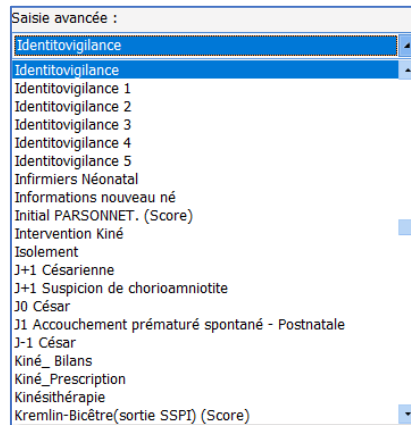 Saisie avancée :
Identitovigilance
Identitovigilance
Identitovigilance 1
Identitovigilance 2
Identitovigilance 3
Identitovigilance 4
Identitovigilance 5
Infirmiers Néonatal
Informations nouveau né
Initial PARSONNET. (Score)
Intervention Kiné
Isolement
J+1 Césarienne
J+1 Suspicion de chorioamniotite
J0 César
J1 Accouchement prématuré spontané - Postnatale
J-1 César
Kiné_ Bilans
Kiné_Prescription
Kinésithérapie
Kremlin-Bicêtre(sortie SSPI) (Score)